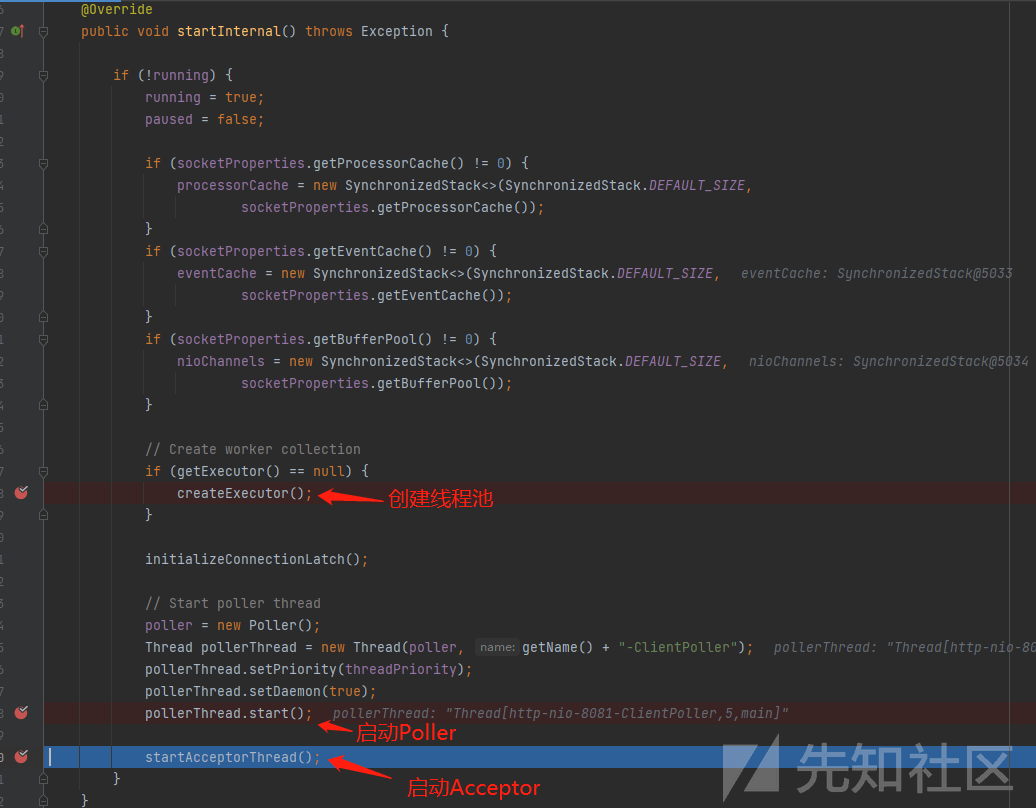 @Override
public void startInternal() throws Exception {
if (!running) {
running = true;
paused = false;
if (socketProperties.getProcessorCache() != 0) {
processorCache = new SynchronizedStack<>(SynchronizedStack.DEFAULT_SIZE,
socketProperties.getProcessorCache());
}
if (socketProperties.getEventCache() != 0) {
eventCache = new SynchronizedStack<>(SynchronizedStack.DEFAULT_SIZE, eventCache: SynchronizedStack@5033
socketProperties.getEventCache());
}
if (socketProperties.getBufferPool() != 0) {
nioChannels = new SynchronizedStack<>(SynchronizedStack.DEFAULT_SIZE, nioChannels: SynchronizedStack@5034
socketProperties.getBufferPool());
}
// Create worker collection
if (getExecutor() == null) {
createExecutor(); 创建线程池
}
initializeConnectionLatch();
// Start poller thread
poller = new Poller();
Thread pollerThread = new Thread(poller, name: getName() + "-ClientPoller"); pollerThread: "Thread[http-nio-80
pollerThread.setPriority(threadPriority);
pollerThread.setDaemon(true);
pollerThread.start(); pollerThread: "Thread[http-nio-8081-ClientPoller,5,main]"
启动Poller
startAcceptorThread();
启动Acceptor
}
}
先知社区